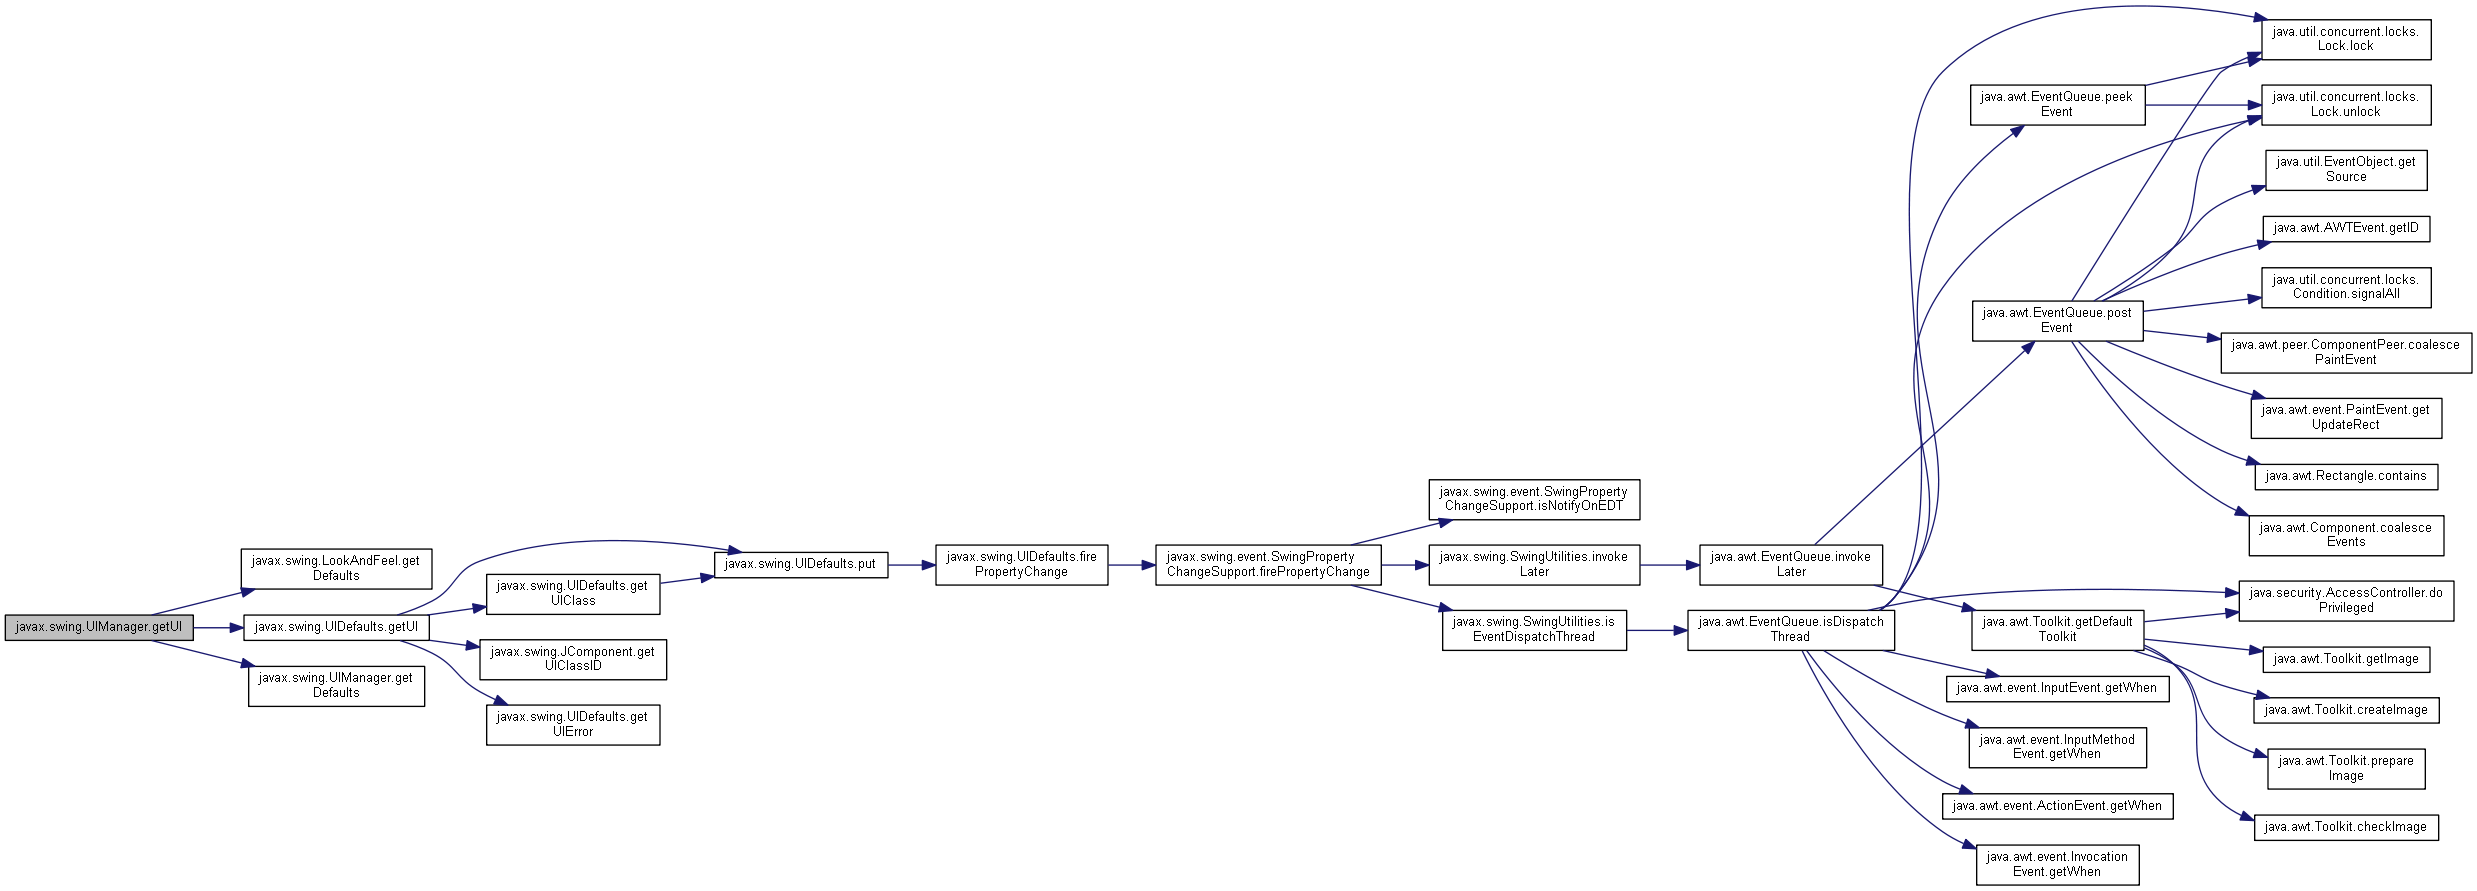 javax.swing.UIManager.getUI
javax.swing.LookAndFeel.get
Defaults
javax.swing.UIDefaults.getUI
javax.swing.UIManager.get
Defaults
javax.swing.UIDefaults.get
UIClass
javax.swing.JComponent.get
UIClassID
javax.swing.UIDefaults.get
UIError
javax.swing.UIDefaults.put
javax.swing.UIDefaults.fire
PropertyChange
javax.swing.event.SwingProperty
ChangeSupport.firePropertyChange
javax.swing.event.SwingProperty
ChangeSupport.isNotifyOnEDT
javax.swing.SwingUtilities.invoke
Later
javax.swing.SwingUtilities.is
EventDispatchThread
java.awt.EventQueue.invoke
Later
java.awt.EventQueue.isDispatch
Thread
java.awt.EventQueue.peek
Event
java.awt.EventQueue.post
Event
java.awt.Toolkit.getDefault
Toolkit
java.awt.event.InputEvent.getWhen
java.awt.event.InputMethod
Event.getWhen
java.awt.event.ActionEvent.getWhen
java.awt.event.Invocation
Event.getWhen
java.util.concurrent.locks.
Lock.lock
java.util.concurrent.locks.
Lock.unlock
java.util.EventObject.get
Source
java.awt.AWTEvent.getID
java.util.concurrent.locks.
Condition.signalAll
java.awt.peer.ComponentPeer.coalesce
PaintEvent
java.awt.event.PaintEvent.get
UpdateRect
java.awt.Rectangle.contains
java.awt.Component.coalesce
Events
java.security.AccessController.do
Privileged
java.awt.Toolkit.getImage
java.awt.Toolkit.createImage
java.awt.Toolkit.prepare
Image
java.awt.Toolkit.checkImage